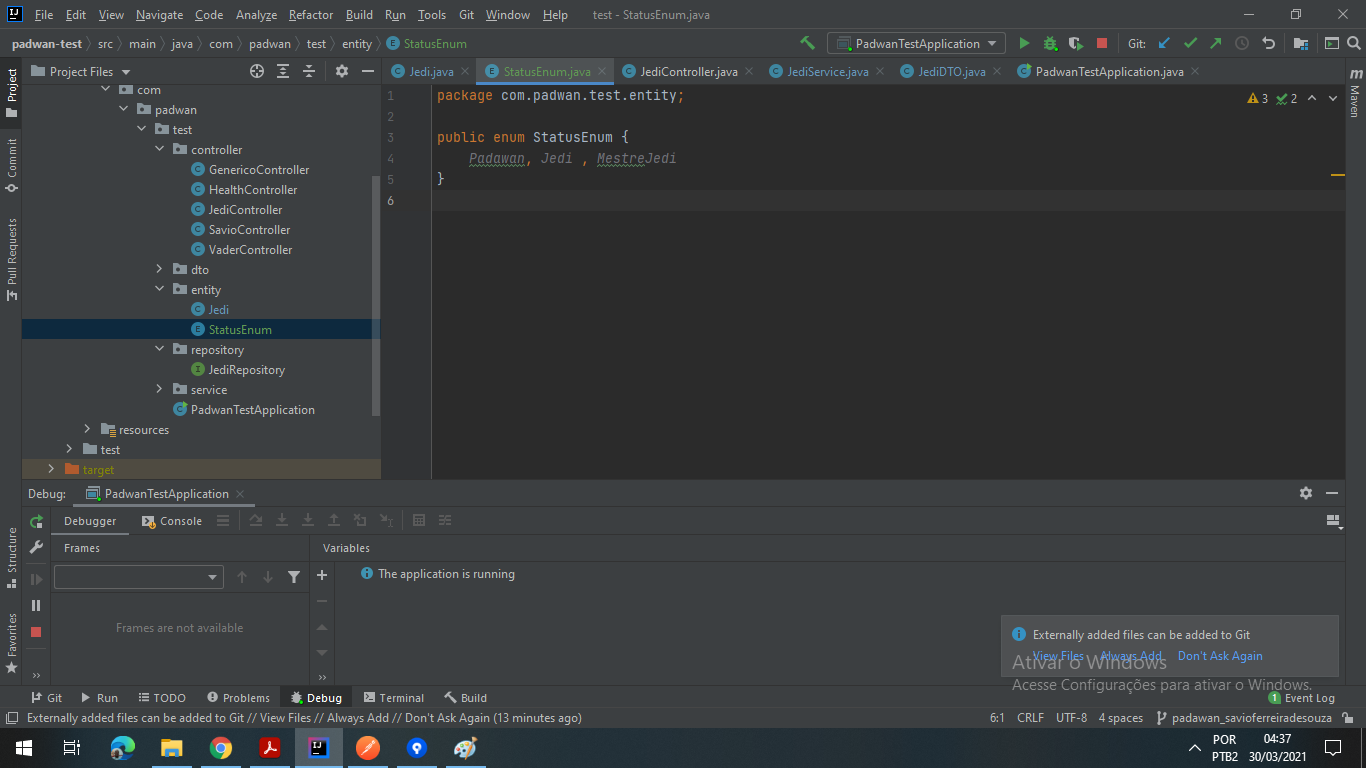 File Edit View Navigate Code Analyze Refactor Build Run Tools Git Window Help test - StatusEnum.java
padwan-test src main java com padwan test entity StatusEnum PadwanTestApplication Git:
Project Files Jedi.java StatusEnum.java JediController.java JediService.java JediDTO.java PadwanTestApplication.java
Project
Commit
Pull Requests
Structure
Favorites
Maven
com
padwan
test
controller
GenericoController
HealthController
JediController
SavioController
VaderController
dto
entity
Jedi
StatusEnum
repository
JediRepository
service
PadwanTestApplication
resources
test
target
1 package com.padwan.test.entity;
2
3 public enum StatusEnum {
4 Padawan, Jedi , MestreJedi
5 }
6
3 2
Debug: PadwanTestApplication
Debugger Console
Frames Variables
The application is running
Frames are not available
Externally added files can be added to Git
View Files Always Add Don't Ask Again
Ativar o Windows
Acesse Configurações para ativar o Windows.
Git Run TODO Problems Debug Terminal Build 1 Event Log
Externally added files can be added to Git // View Files // Always Add // Don't Ask Again (13 minutes ago) 6:1 CRLF UTF-8 4 spaces padawan_savioferreiradesouza
POR 04:37
PTB2 30/03/2021